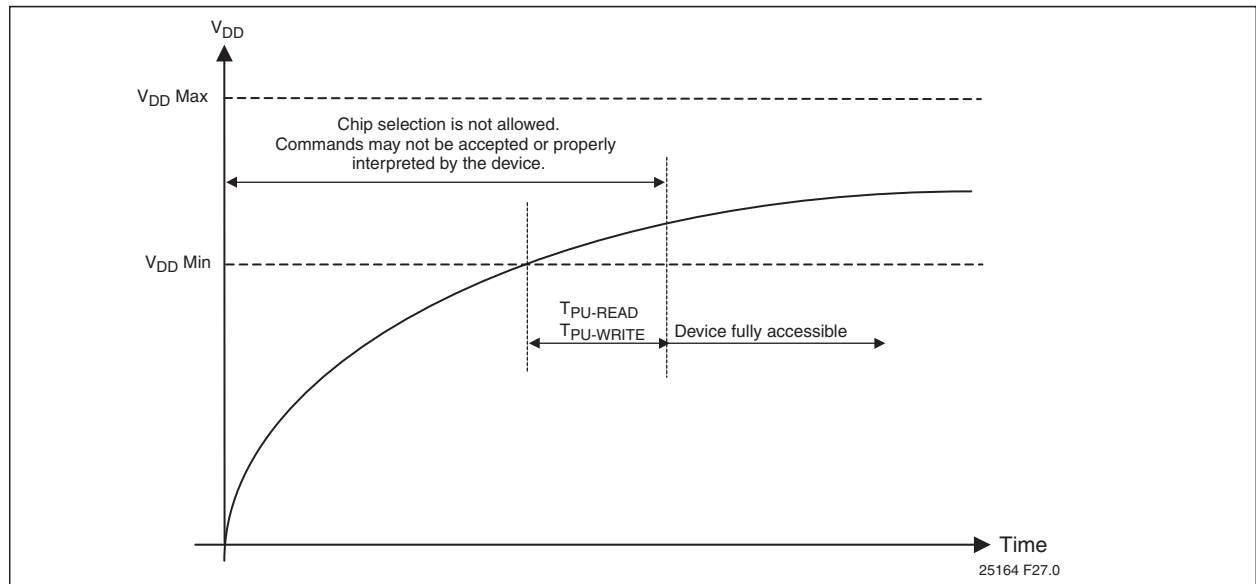 VDD
VDD Max
Chip selection is not allowed.
Commands may not be accepted or properly
interpreted by the device.
VDD Min
TPU-READ
TPU-WRITE
Device fully accessible
Time
25164 F27.0